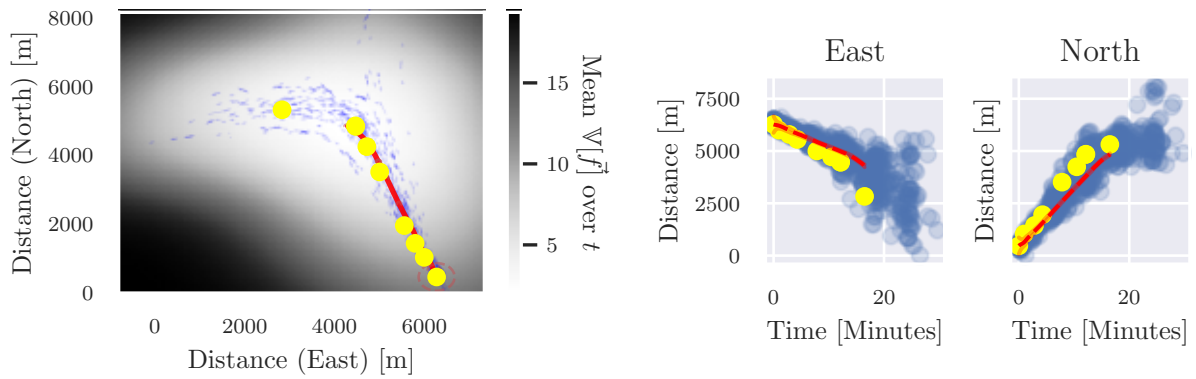 8000
6000
4000
2000
0
Distance (North) [m]
0
2000
4000
6000
Distance (East) [m]
15
10
5
Mean 𝕍[f⃗] over t
East
7500
5000
2500
0
Distance [m]
0
20
Time [Minutes]
North
Distance [m]
0
20
Time [Minutes]